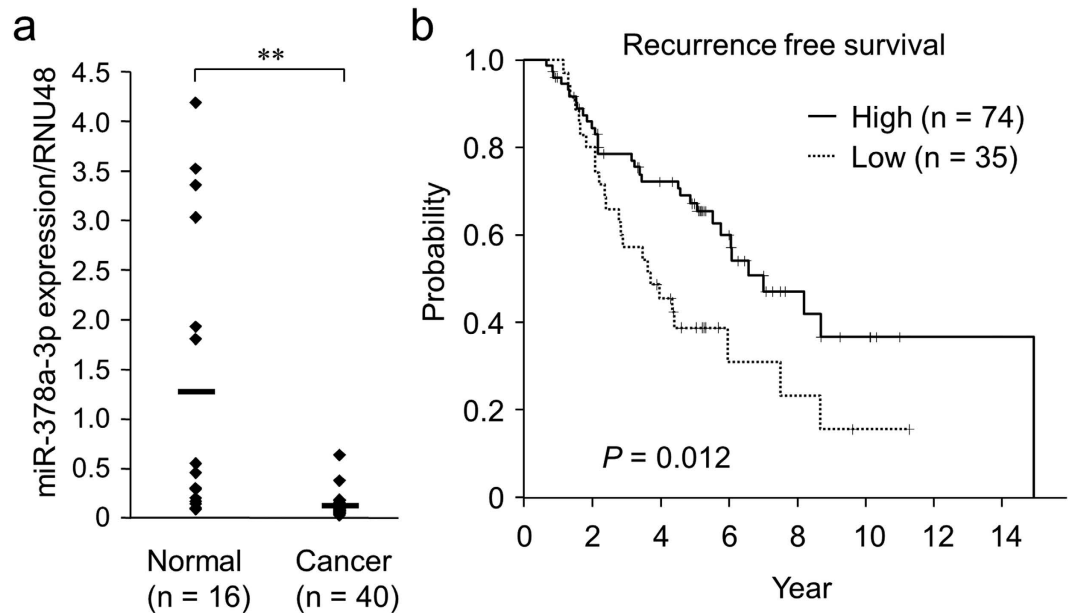 a
**
miR-378a-3p expression/RNU48
4.5
4.0
3.5
3.0
2.5
2.0
1.5
1.0
0.5
0
Normal
(n = 16)
Cancer
(n = 40)
b
Recurrence free survival
High (n = 74)
Low (n = 35)
Probability
1.0
0.8
0.6
0.4
0.2
0
P = 0.012
0 2 4 6 8 10 12 14
Year